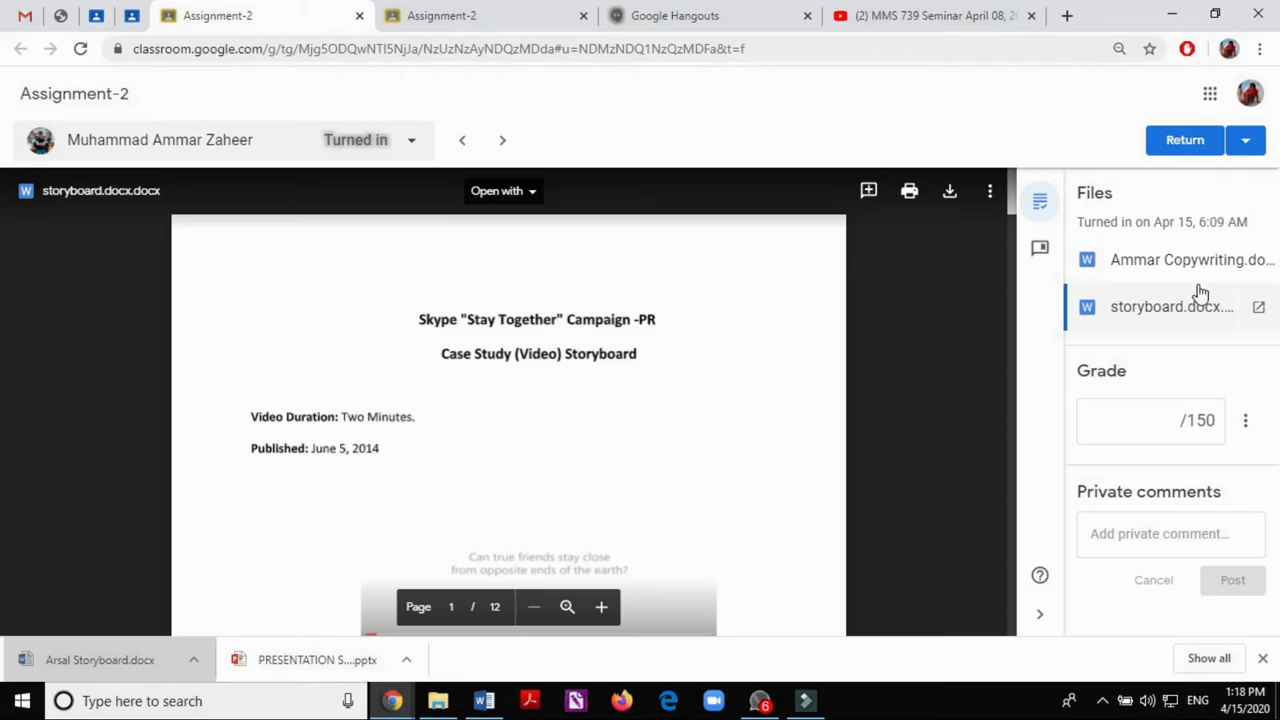 Assignment-2
Assignment-2
Google Hangouts
(2) MMS 739 Seminar April 08, 20
classroom.google.com/g/tg/Mjg5ODQwNTI5NjJa/NzUzNzAyNDQzMDda#u=NDMzNDQ1NzQzMDFa&t=f
Assignment-2
Muhammad Ammar Zaheer
Turned in
Return
storyboard.docx.docx
Open with
Files
Turned in on Apr 15, 6:09 AM
Ammar Copywriting.do...
storyboard.docx....
Skype "Stay Together" Campaign -PR
Case Study (Video) Storyboard
Video Duration: Two Minutes.
Published: June 5, 2014
Grade
/150
Private comments
Add private comment...
Cancel
Post
Can true friends stay close
from opposite ends of the earth?
Page 1 / 12
Arsal Storyboard.docx
PRESENTATION S....pptx
Show all
Type here to search
6
ENG
1:18 PM
4/15/2020